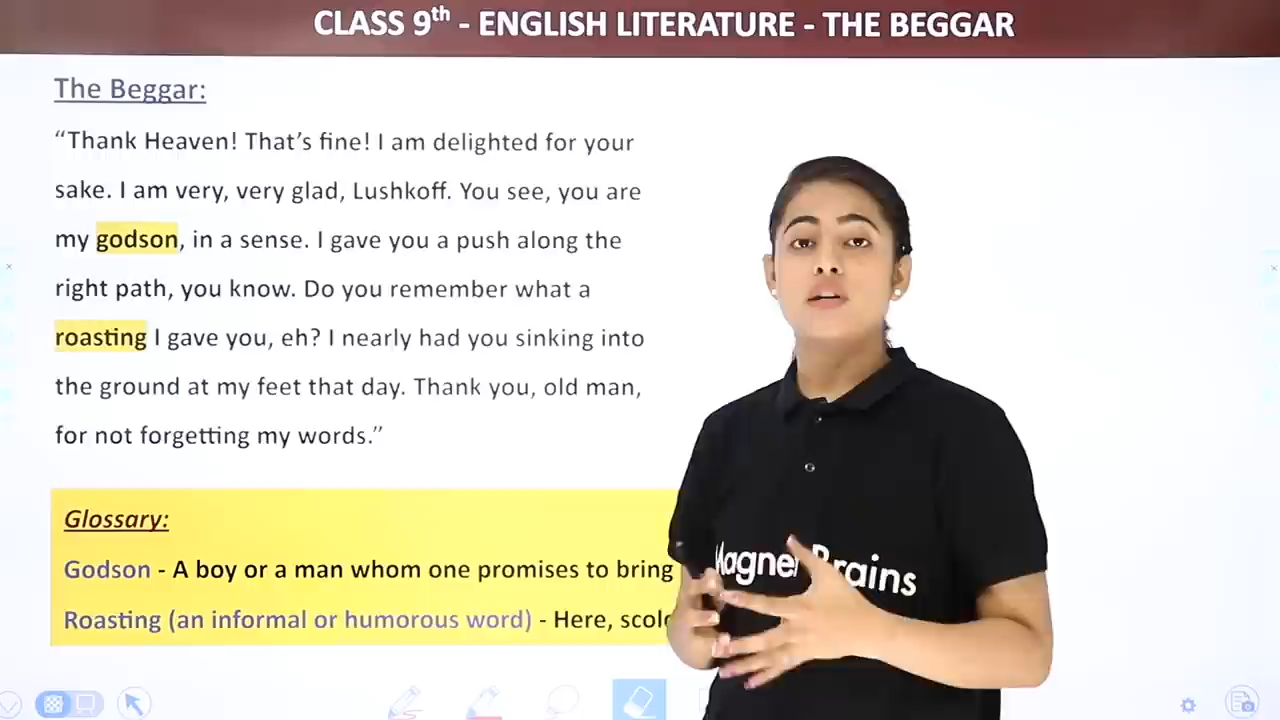 CLASS 9th - ENGLISH LITERATURE - THE BEGGAR
The Beggar:
“Thank Heaven! That’s fine! I am delighted for your
sake. I am very, very glad, Lushkoff. You see, you are
my godson, in a sense. I gave you a push along the
right path, you know. Do you remember what a
roasting I gave you, eh? I nearly had you sinking into
the ground at my feet that day. Thank you, old man,
for not forgetting my words.”
Glossary:
Godson - A boy or a man whom one promises to bring
Roasting (an informal or humorous word) - Here,
Brains